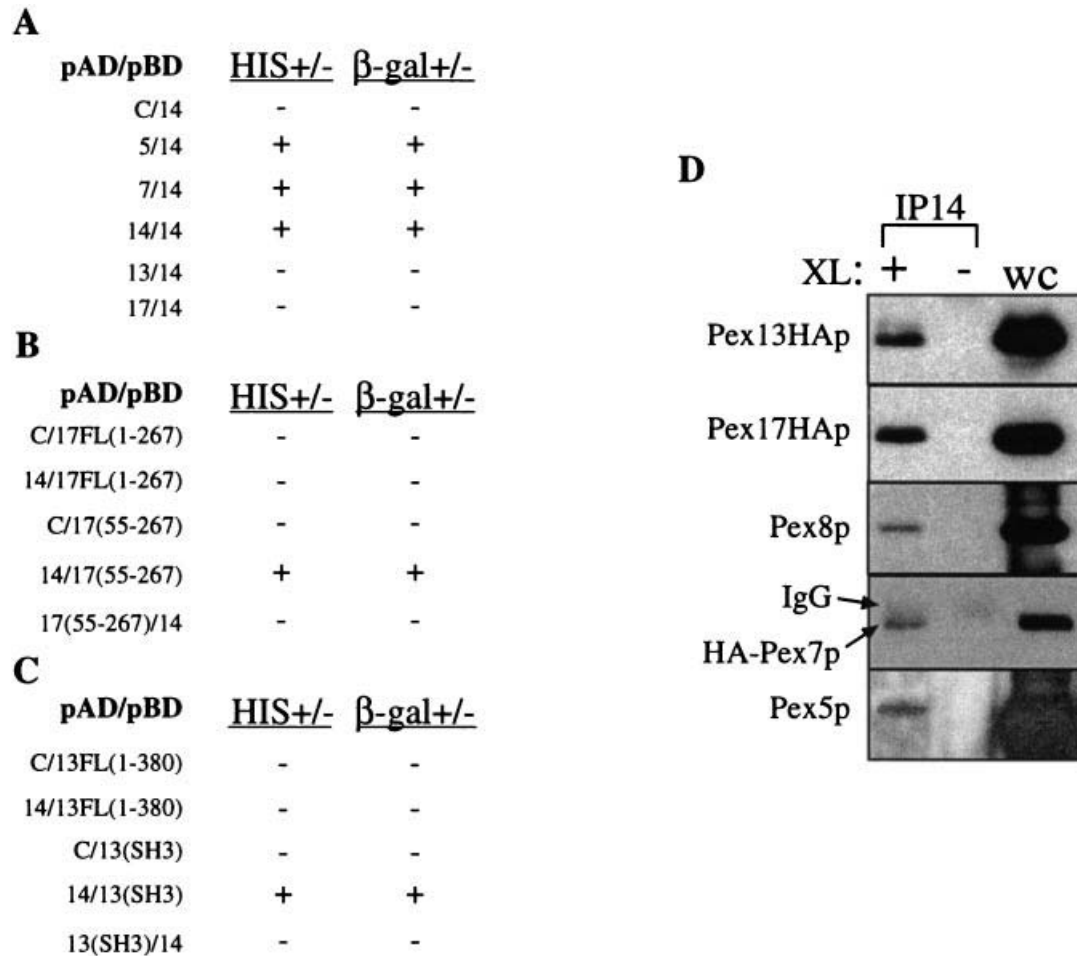 A
pAD/pBD HIS+/- β-gal+/-
C/14 - -
5/14 + +
7/14 + +
14/14 + +
13/14 - -
17/14 - -
B
pAD/pBD HIS+/- β-gal+/-
C/17FL(1-267) - -
14/17FL(1-267) - -
C/17(55-267) - -
14/17(55-267) + +
17(55-267)/14 - -
C
pAD/pBD HIS+/- β-gal+/-
C/13FL(1-380) - -
14/13FL(1-380) - -
C/13(SH3) - -
14/13(SH3) + +
13(SH3)/14 - -
D
IP14
XL: + - WC
Pex13HAp
Pex17HAp
Pex8p
IgG
HA-Pex7p
Pex5p